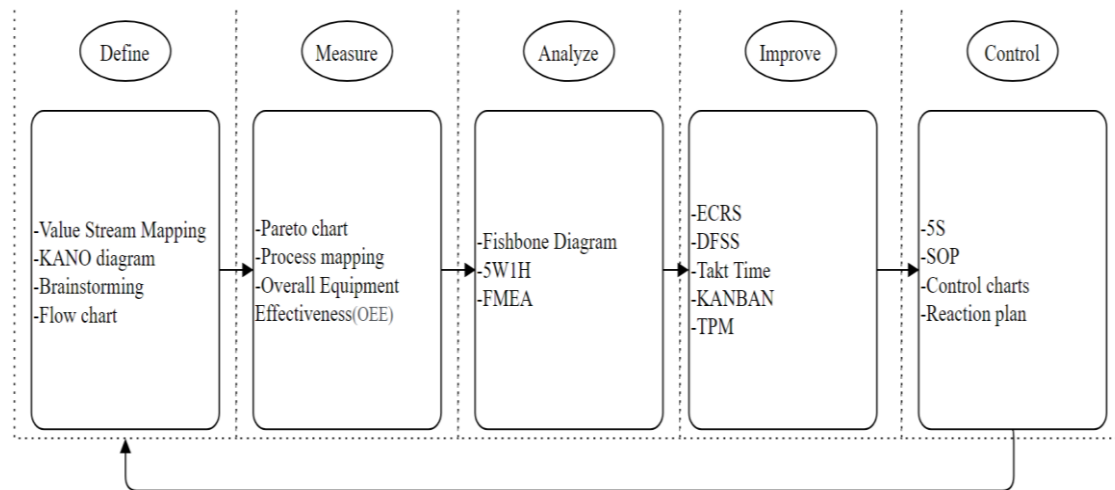 Define
Measure
Analyze
Improve
Control
-Value Stream Mapping
-KANO diagram
-Brainstorming
-Flow chart
-Pareto chart
-Process mapping
-Overall Equipment
Effectiveness(OEE)
-Fishbone Diagram
-5W1H
-FMEA
-ECRS
-DFSS
-Takt Time
-KANBAN
-TPM
-5S
-SOP
-Control charts
-Reaction plan